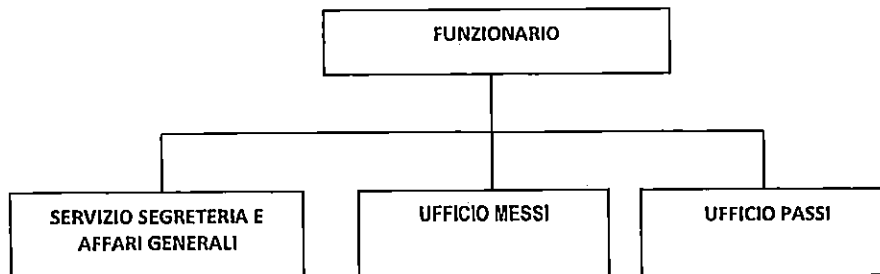 FUNZIONARIO
SERVIZIO SEGRETERIA E
AFFARI GENERALI
UFFICIO MESSI
UFFICIO PASSI